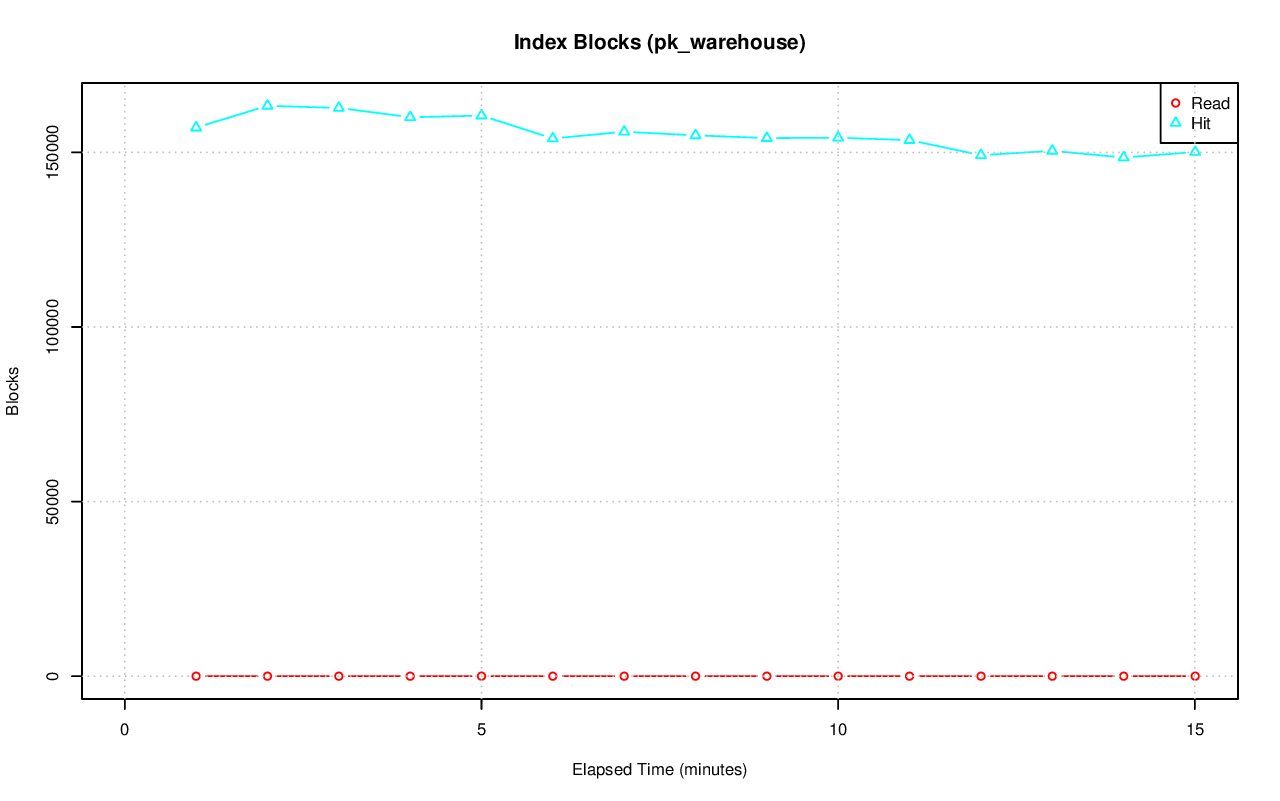 Index Blocks (pk_warehouse)
Read
Hit
150000
100000
50000
0
Blocks
0 5 10 15
Elapsed Time (minutes)